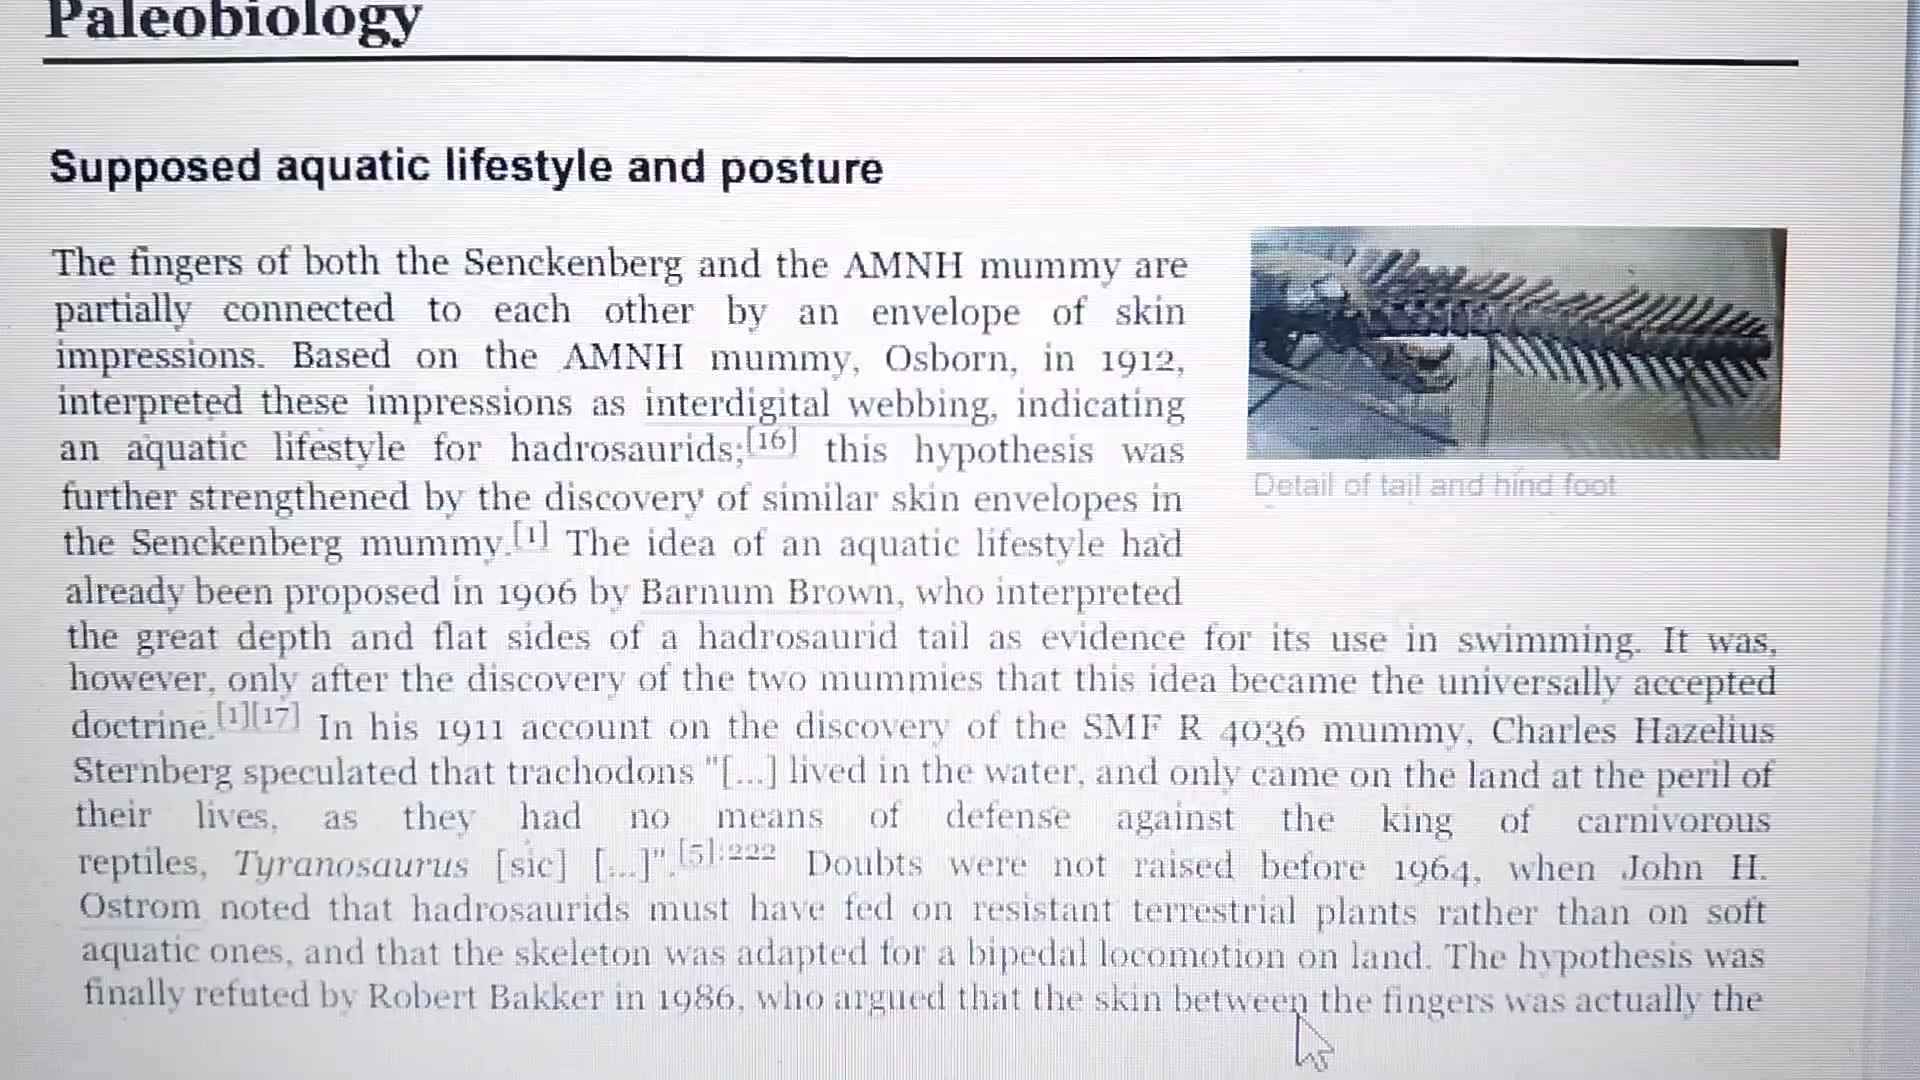 Paleobiology
Supposed aquatic lifestyle and posture
The fingers of both the Senckenberg and the AMNH mummy are
partially connected to each other by an envelope of skin
impressions. Based on the AMNH mummy, Osborn, in 1912,
interpreted these impressions as interdigital webbing, indicating
an aquatic lifestyle for hadrosaurids;[16] this hypothesis was
further strengthened by the discovery of similar skin envelopes in
the Senckenberg mummy.[1] The idea of an aquatic lifestyle had
already been proposed in 1906 by Barnum Brown, who interpreted
the great depth and flat sides of a hadrosaurid tail as evidence for its use in swimming. It was,
however, only after the discovery of the two mummies that this idea became the universally accepted
doctrine.[1][17] In his 1911 account on the discovery of the SMF R 4036 mummy, Charles Hazelius
Sternberg speculated that trachodons "[...] lived in the water, and only came on the land at the peril of
their lives, as they had no means of defense against the king of carnivorous
reptiles, Tyranosaurus [sic] [...]".[5]:222 Doubts were not raised before 1964, when John H.
Ostrom noted that hadrosaurids must have fed on resistant terrestrial plants rather than on soft
aquatic ones, and that the skeleton was adapted for a bipedal locomotion on land. The hypothesis was
finally refuted by Robert Bakker in 1986, who argued that the skin between the fingers was actually the
Detail of tail and hind foot